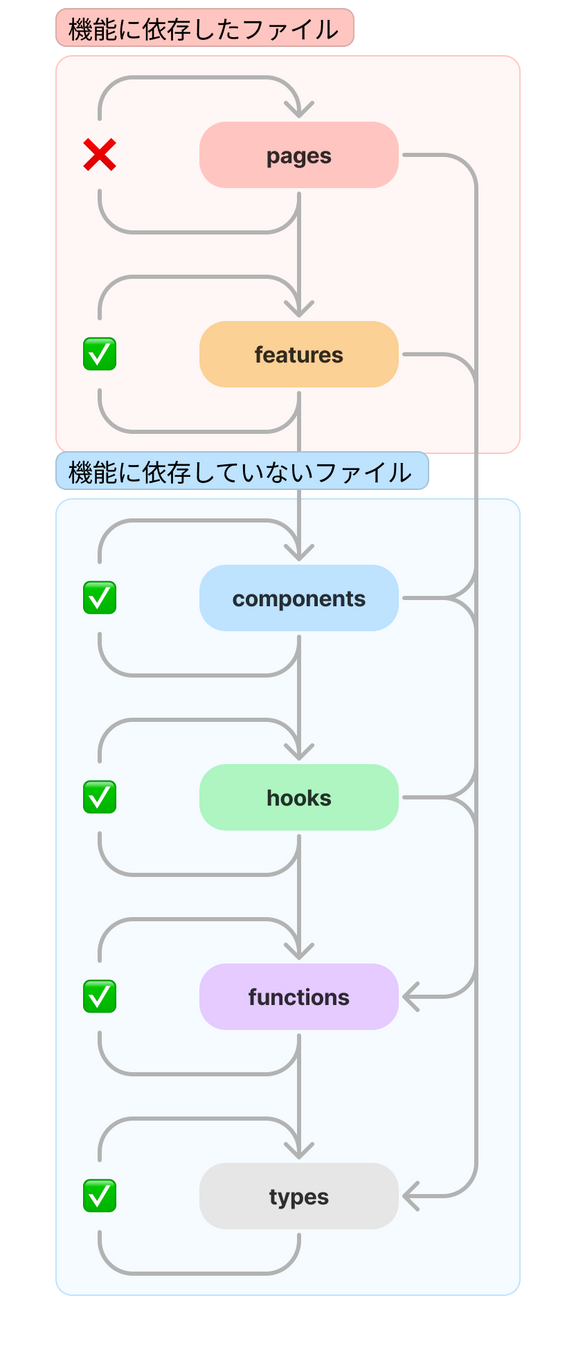 機能に依存したファイル
pages
features
機能に依存していないファイル
components
hooks
functions
types